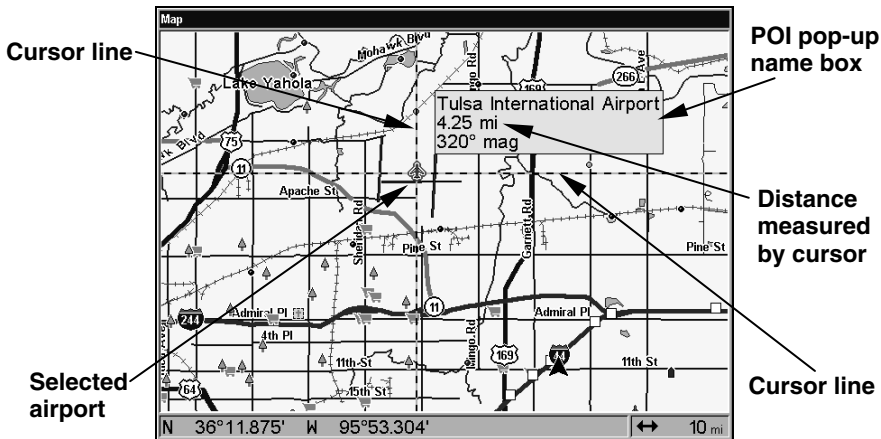 Map
Cursor line
POI pop-up
name box
Mohawk Blvd
Lake Yahola
266
169
Tulsa International Airport
4.25 mi
320° mag
75
11
Apache St
Sheridan Rd
Garnett Rd
Distance
measured
by cursor
Pine St
Pine St
11
244
Admiral Pl
Admiral Pl
4th Pl
Mingo Rd
169
44
11th St
11th St
Selected
airport
64
15th St
Cursor line
N 36°11.875' W 95°53.304'
10 mi